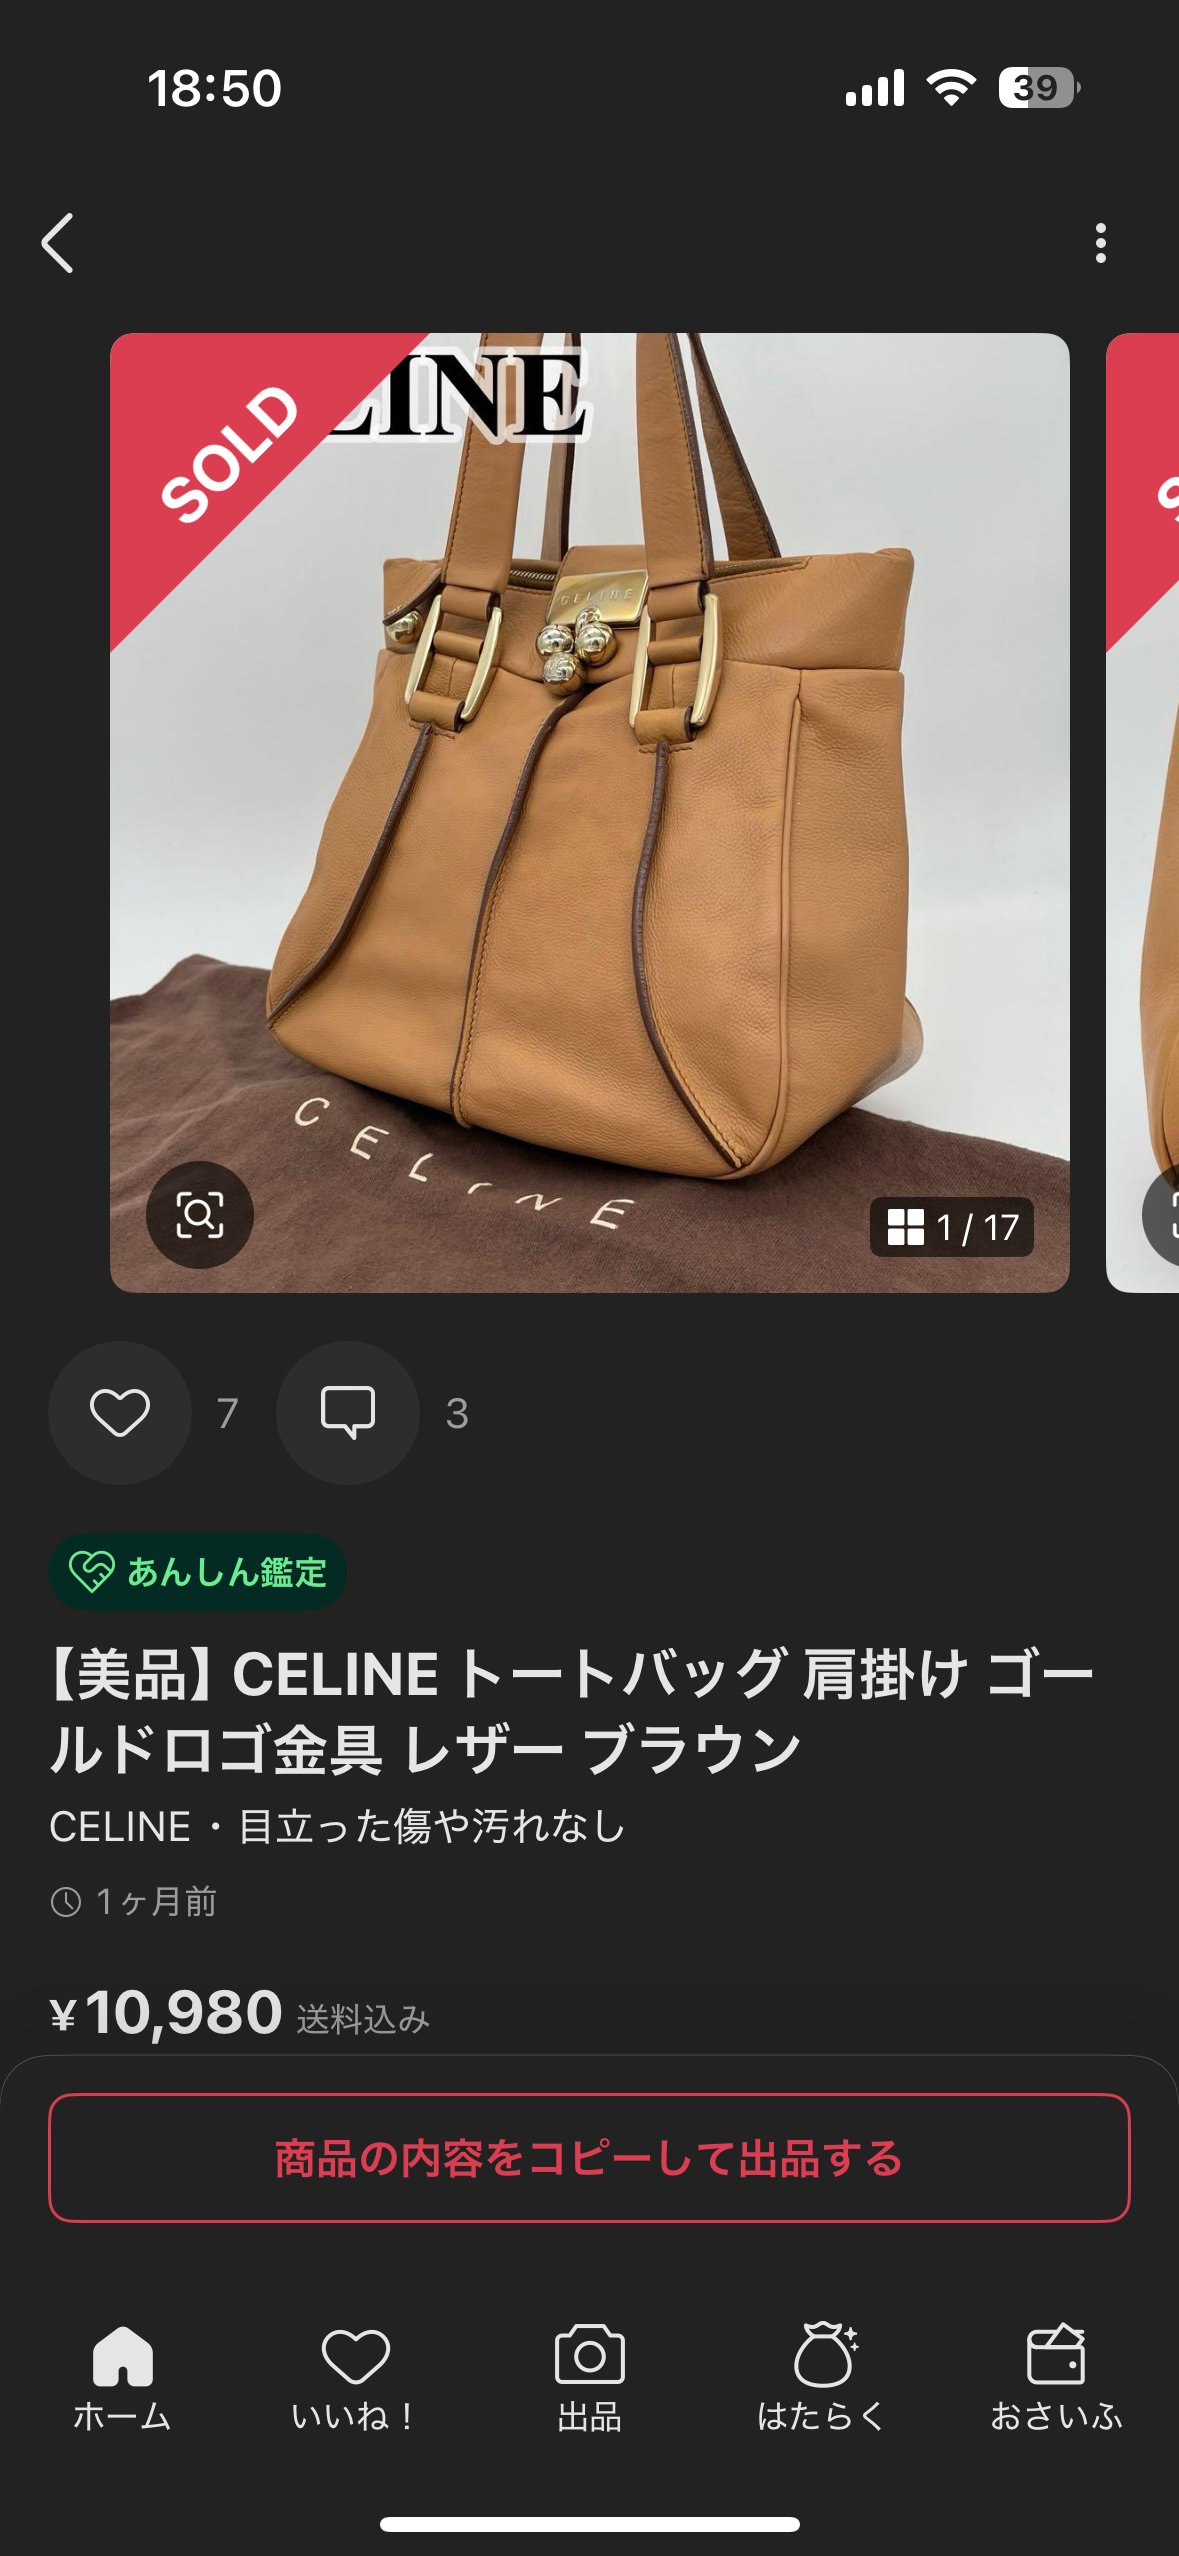 18:50
39
SOLD
LINE
CELINE
CELINE
1 / 17
7
3
あんしん鑑定
【美品】CELINE トートバッグ 肩掛け ゴー
ルドロゴ金具 レザー ブラウン
CELINE・目立った傷や汚れなし
1ヶ月前
¥10,980 送料込み
商品の内容をコピーして出品する
ホーム
いいね！
出品
はたらく
おさいふ